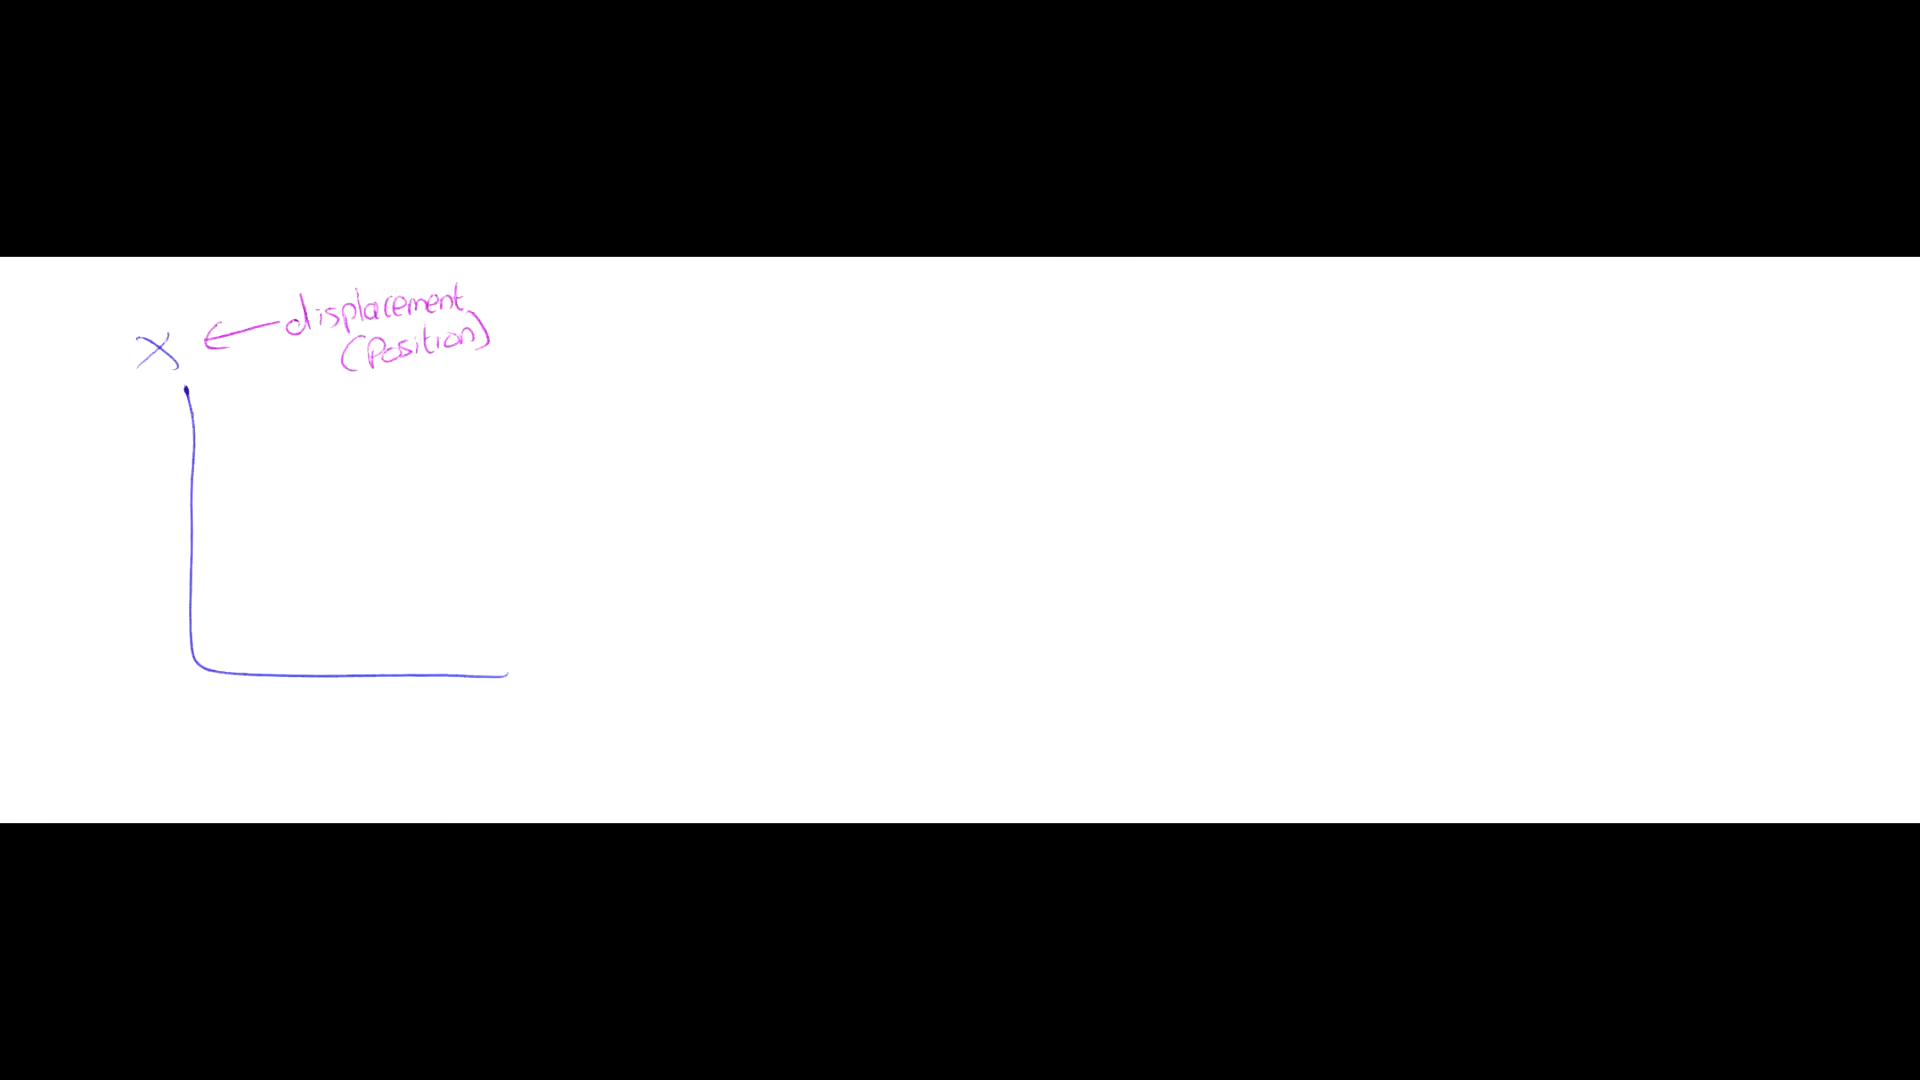 X ← displacement
(Position)